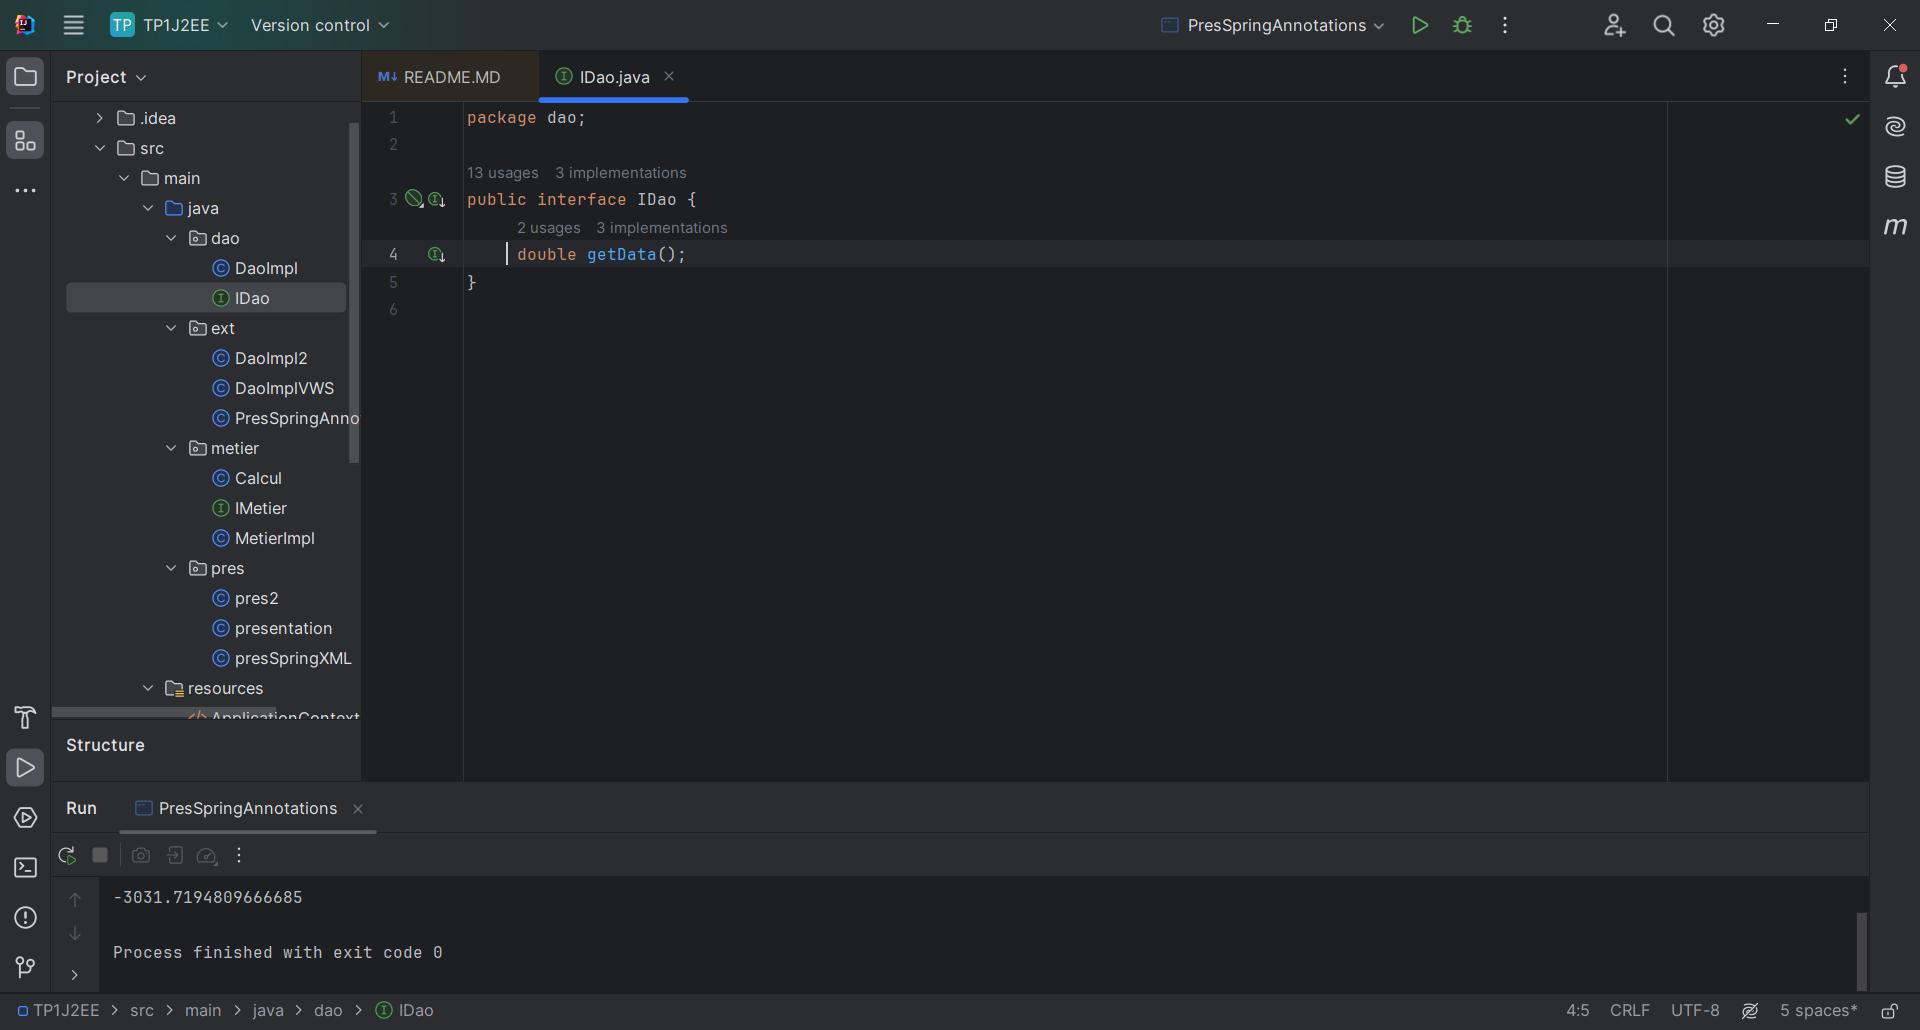 TP TP1J2EE Version control PresSpringAnnotations
Project
.idea
src
main
java
dao
DaoImpl
IDao
ext
DaoImpl2
DaoImplVWS
PresSpringAnno
metier
Calcul
IMetier
MetierImpl
pres
pres2
presentation
presSpringXML
resources
ApplicationContext
Structure
M↓ README.MD IDao.java
1 package dao;
2
13 usages 3 implementations
3 public interface IDao {
2 usages 3 implementations
4 double getData();
5 }
6
m
Run PresSpringAnnotations
-3031.7194809666685
Process finished with exit code 0
TP1J2EE > src > main > java > dao > IDao 4:5 CRLF UTF-8 5 spaces*